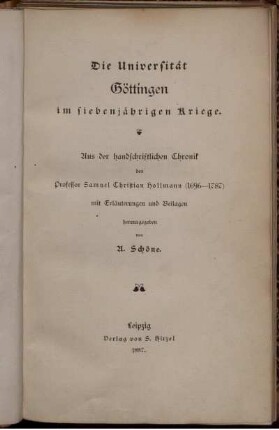 Die Universität
Göttingen
im siebenjährigen Kriege.
Aus der handschriftlichen Chronik
des
Professor Samuel Christian Hollmann (1696—1787)
mit Erläuterungen und Beilagen
herausgegeben
von
A. Schöne.
Leipzig
Verlag von S. Hirzel
1887.